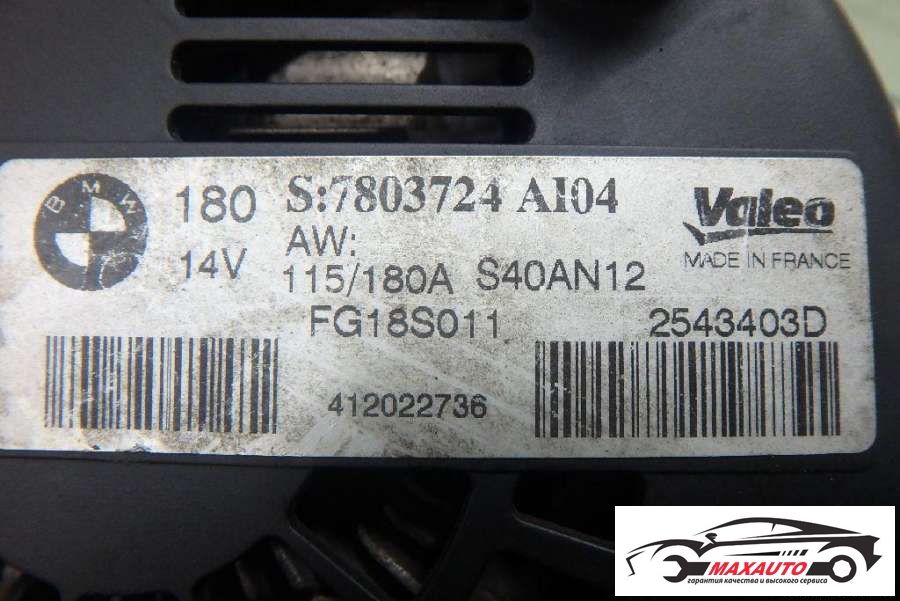 BMW
180
14V
S:7803724 AI04
AW:
115/180A S40AN12
FG18S011
Valeo
MADE IN FRANCE
2543403D
412022736
MAXAUTO
гарантия качества и высокого сервиса